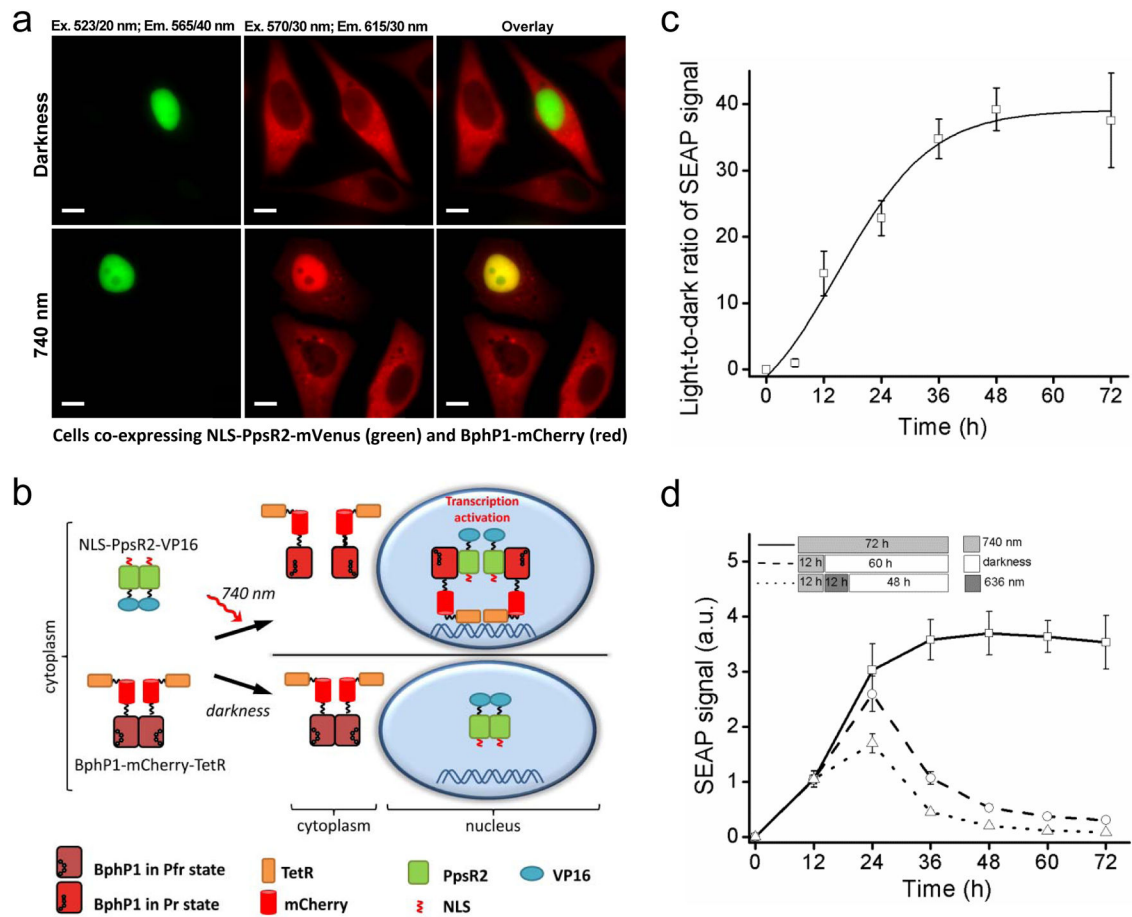 a
Ex. 523/20 nm; Em. 565/40 nm
Ex. 570/30 nm; Em. 615/30 nm
Overlay
Darkness
740 nm
Cells co-expressing NLS-PpsR2-mVenus (green) and BphP1-mCherry (red)
b
cytoplasm
NLS-PpsR2-VP16
740 nm
darkness
BphP1-mCherry-TetR
Transcription
activation
cytoplasm
nucleus
BphP1 in Pfr state
BphP1 in Pr state
TetR
mCherry
PpsR2
NLS
VP16
c
Light-to-dark ratio of SEAP signal
40
30
20
10
0
0 12 24 36 48 60 72
Time (h)
d
SEAP signal (a.u.)
5
4
3
2
1
0
72 h
740 nm
12 h
60 h
darkness
12 h
12 h
48 h
636 nm
0 12 24 36 48 60 72
Time (h)